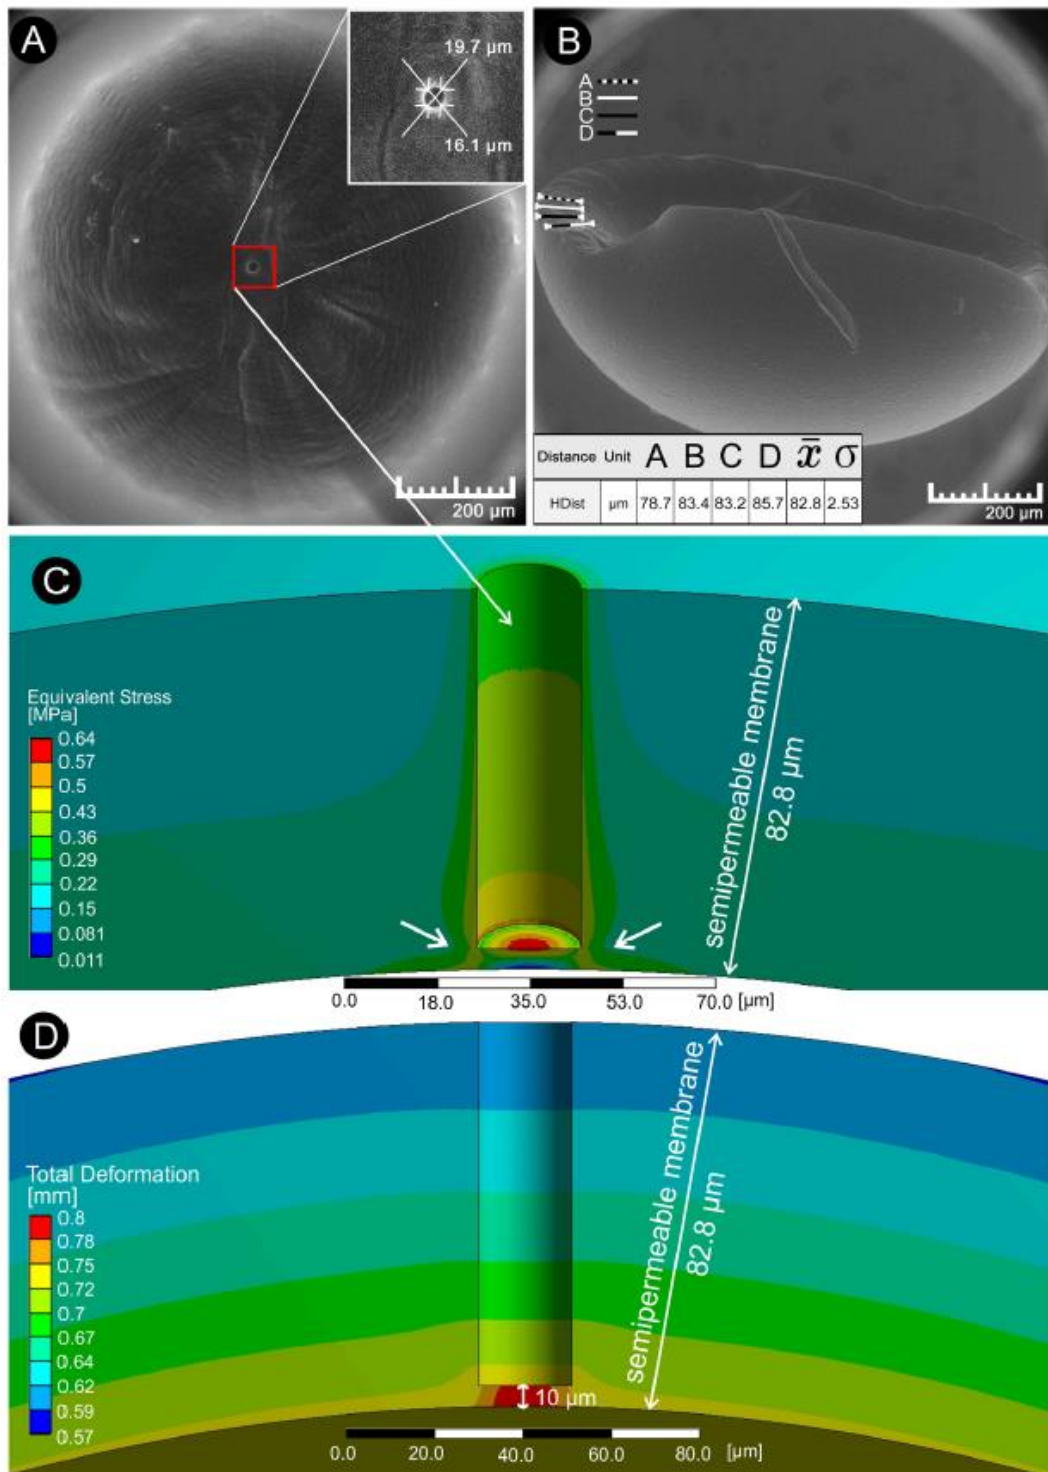 A
19.7 µm
16.1 µm
200 µm
B
A
B
C
D
Distance Unit A B C D x̄ σ
HDist µm 78.7 83.4 83.2 85.7 82.8 2.53
200 µm
C
Equivalent Stress
[MPa]
0.64
0.57
0.5
0.43
0.36
0.29
0.22
0.15
0.081
0.011
semipermeable membrane
82.8 µm
0.0 18.0 35.0 53.0 70.0 [µm]
D
Total Deformation
[mm]
0.8
0.78
0.75
0.72
0.7
0.67
0.64
0.62
0.59
0.57
semipermeable membrane
82.8 µm
10 µm
0.0 20.0 40.0 60.0 80.0 [µm]